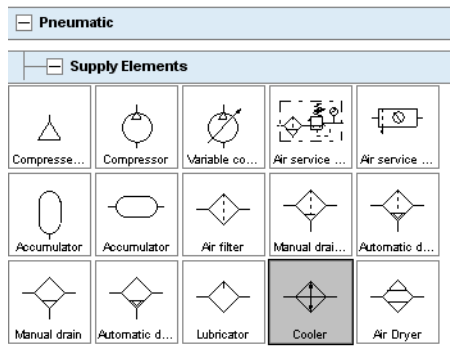 Pneumatic
Supply Elements
Compresse...
Compressor
Variable co...
Air service ...
Air service ...
Accumulator
Accumulator
Air filter
Manual drai...
Automatic d...
Manual drain
Automatic d...
Lubricator
Cooler
Air Dryer